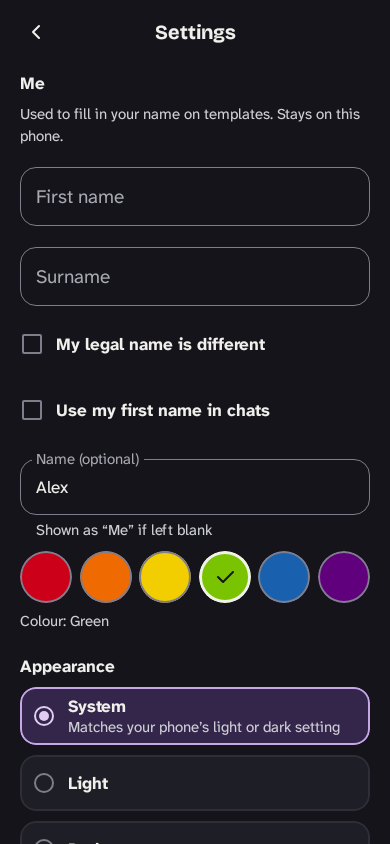 Settings
Me
Used to fill in your name on templates. Stays on this
phone.
First name
Surname
My legal name is different
Use my first name in chats
Name (optional)
Alex
Shown as “Me” if left blank
Colour: Green
Appearance
System
Matches your phone’s light or dark setting
Light